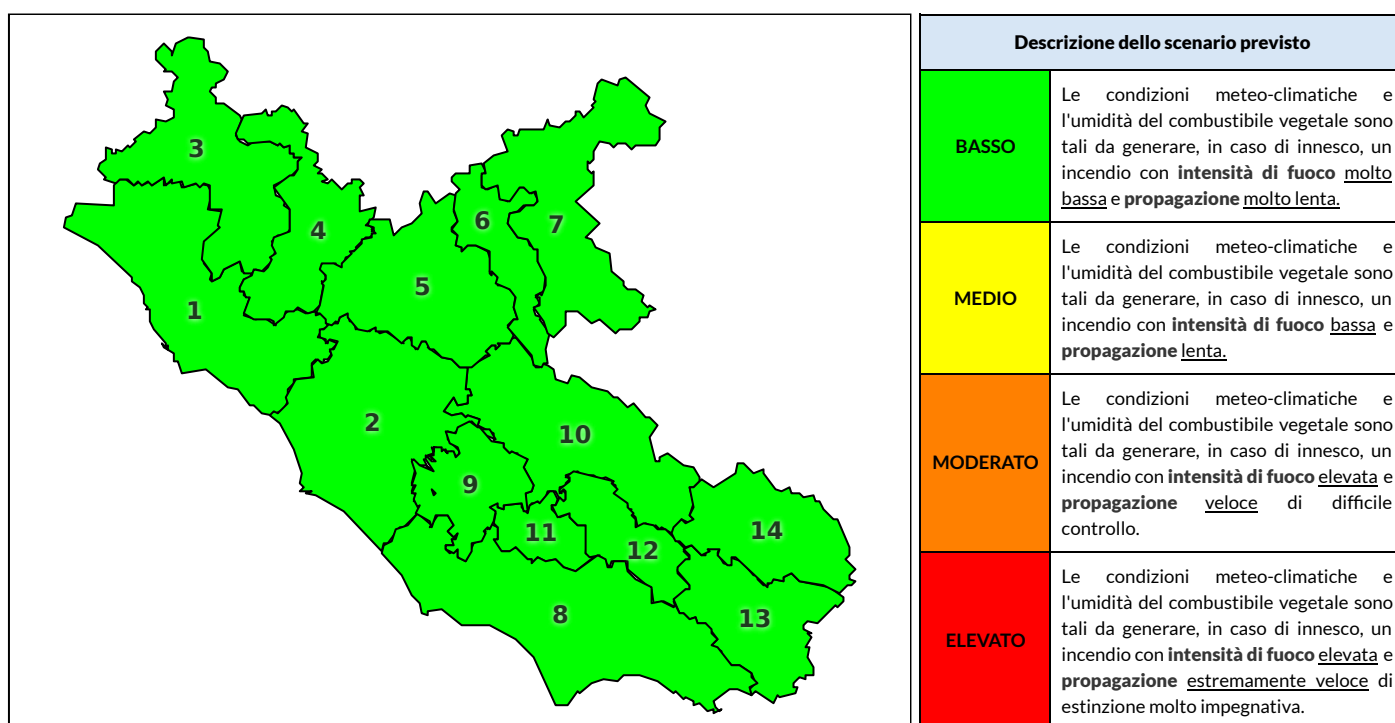 3
4
6
7
5
1
2
10
9
11
12
14
8
13
Descrizione dello scenario previsto
BASSO
Le condizioni meteo-climatiche e
l'umidità del combustibile vegetale sono
tali da generare, in caso di innesco, un
incendio con intensità di fuoco molto
bassa e propagazione molto lenta.
MEDIO
Le condizioni meteo-climatiche e
l'umidità del combustibile vegetale sono
tali da generare, in caso di innesco, un
incendio con intensità di fuoco bassa e
propagazione lenta.
MODERATO
Le condizioni meteo-climatiche e
l'umidità del combustibile vegetale sono
tali da generare, in caso di innesco, un
incendio con intensità di fuoco elevata e
propagazione veloce di difficile
controllo.
ELEVATO
Le condizioni meteo-climatiche e
l'umidità del combustibile vegetale sono
tali da generare, in caso di innesco, un
incendio con intensità di fuoco elevata e
propagazione estremamente veloce di
estinzione molto impegnativa.